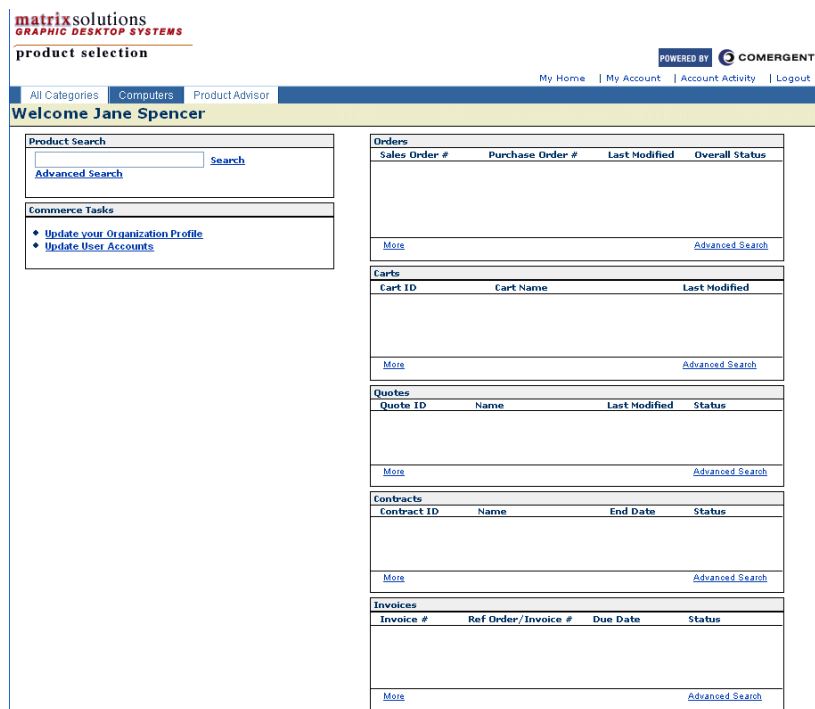 matrixsolutions
GRAPHIC DESKTOP SYSTEMS
product selection
POWERED BY COMERGENT
My Home | My Account | Account Activity | Logout
All Categories Computers Product Advisor
Welcome Jane Spencer
Product Search
Search
Advanced Search
Commerce Tasks
Update your Organization Profile
Update User Accounts
Orders
Sales Order # Purchase Order # Last Modified Overall Status
More Advanced Search
Carts
Cart ID Cart Name Last Modified
More Advanced Search
Quotes
Quote ID Name Last Modified Status
More Advanced Search
Contracts
Contract ID Name End Date Status
More Advanced Search
Invoices
Invoice # Ref Order/Invoice # Due Date Status
More Advanced Search